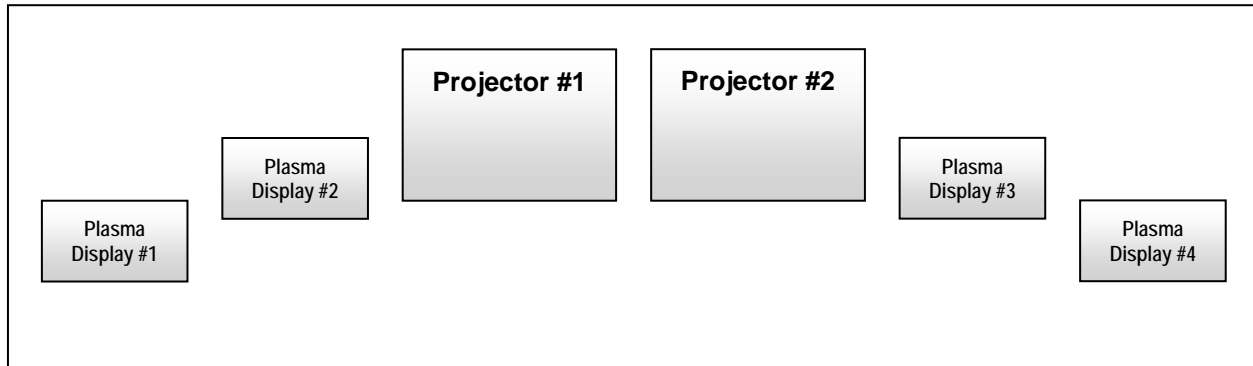 Projector #1
Projector #2
Plasma
Display #2
Plasma
Display #3
Plasma
Display #1
Plasma
Display #4